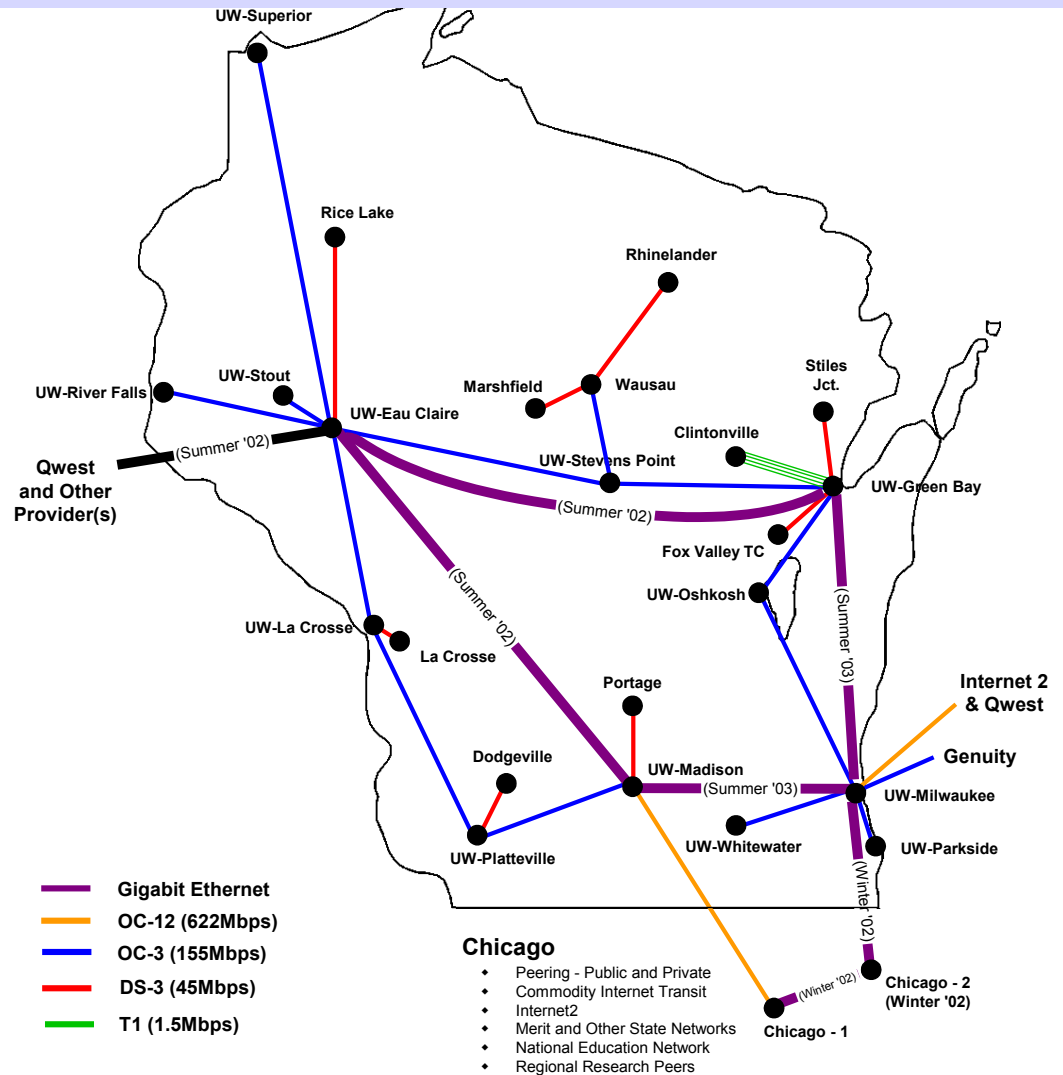 UW-Superior
Rice Lake
Rhinelander
UW-River Falls
UW-Stout
Marshfield
Wausau
Stiles
Jct.
UW-Eau Claire
(Summer '02)
Qwest
and Other
Provider(s)
Clintonville
UW-Stevens Point
UW-Green Bay
(Summer '02)
Fox Valley TC
(Summer '02)
UW-Oshkosh
(Summer '03)
UW-La Crosse
La Crosse
Portage
Internet 2
& Qwest
Dodgeville
UW-Madison
(Summer '03)
Genuity
UW-Milwaukee
UW-Platteville
UW-Whitewater
UW-Parkside
(Winter '02)
Gigabit Ethernet
OC-12 (622Mbps)
OC-3 (155Mbps)
DS-3 (45Mbps)
T1 (1.5Mbps)
Chicago
◆ Peering - Public and Private
◆ Commodity Internet Transit
◆ Internet2
◆ Merit and Other State Networks
◆ National Education Network
◆ Regional Research Peers
(Winter '02)
Chicago - 2
(Winter '02)
Chicago - 1